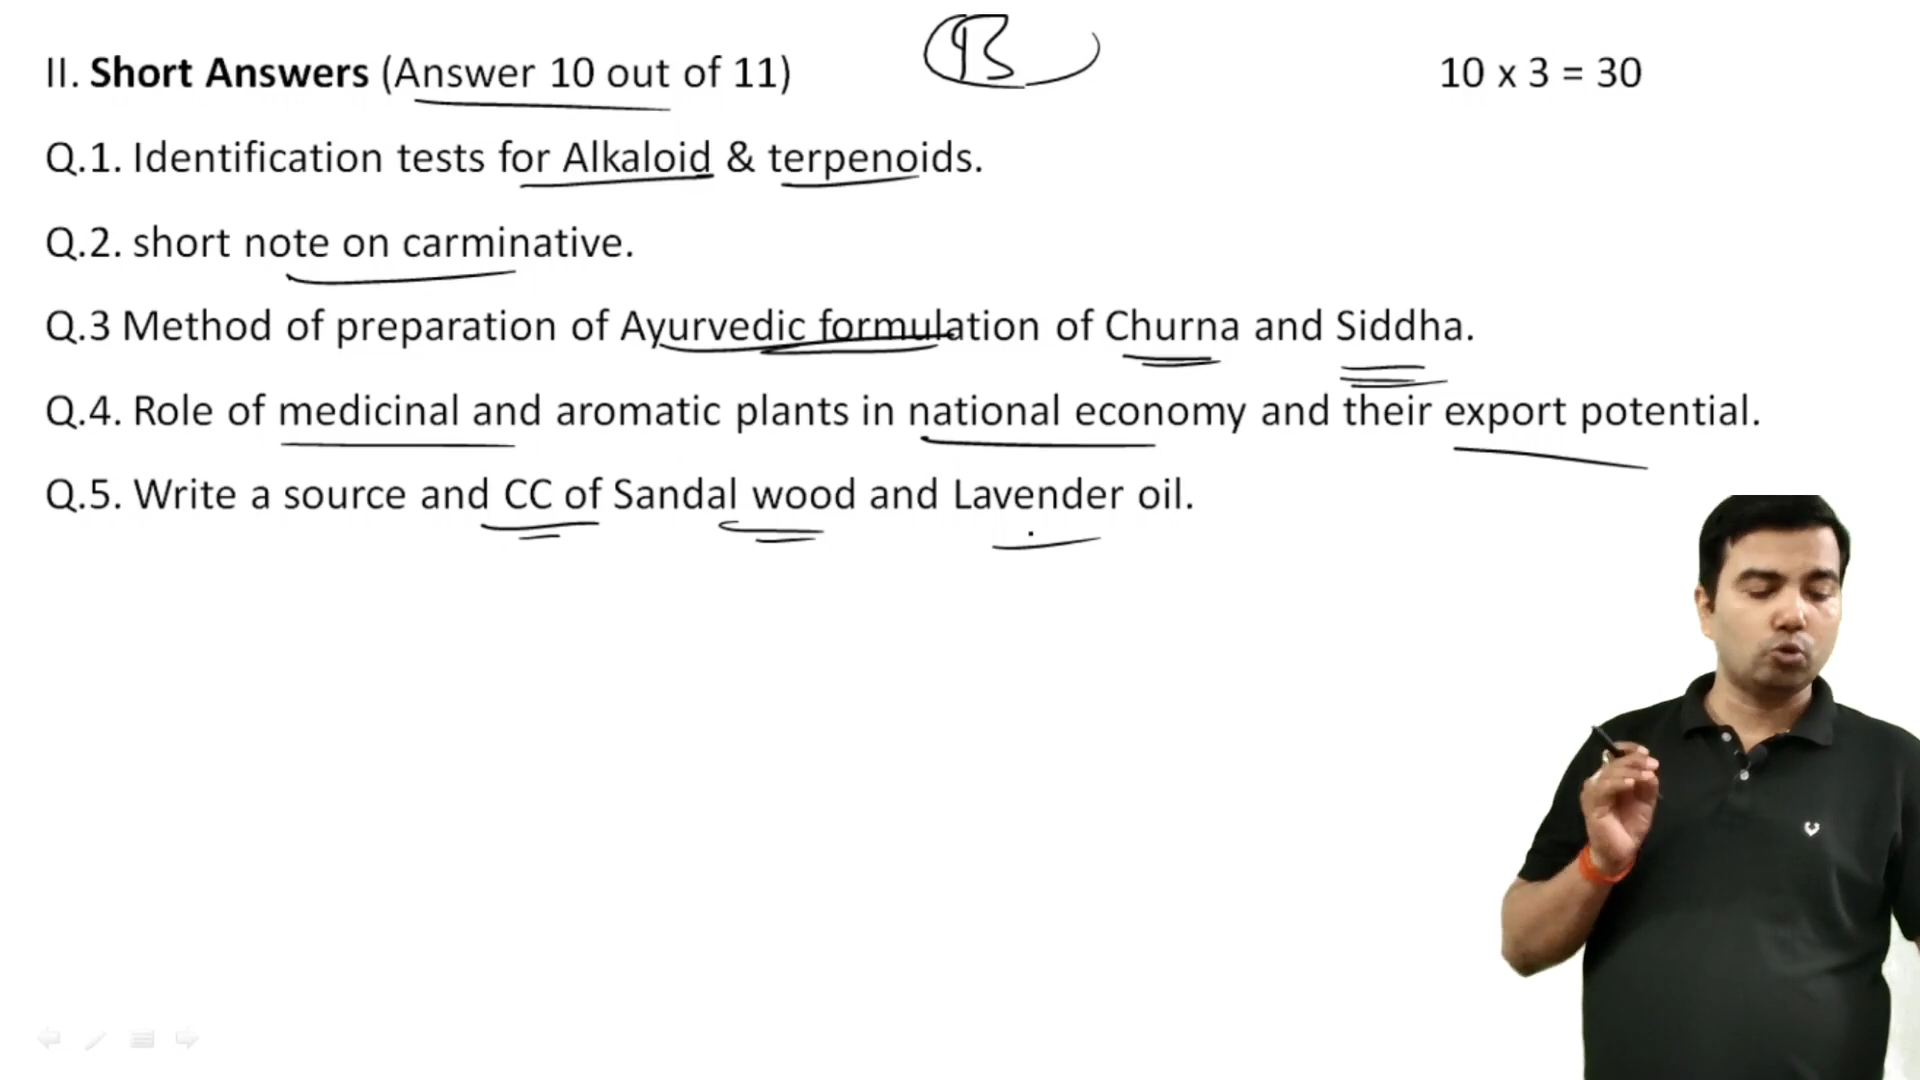 II. Short Answers (Answer 10 out of 11)
10 x 3 = 30
Q.1. Identification tests for Alkaloid & terpenoids.
Q.2. short note on carminative.
Q.3 Method of preparation of Ayurvedic formulation of Churna and Siddha.
Q.4. Role of medicinal and aromatic plants in national economy and their export potential.
Q.5. Write a source and CC of Sandal wood and Lavender oil.